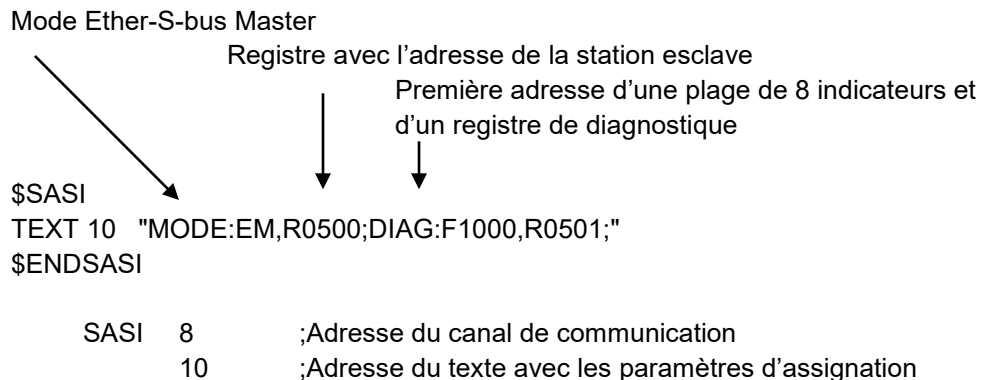 Mode Ether-S-bus Master
Registre avec l’adresse de la station esclave
Première adresse d’une plage de 8 indicateurs et
d’un registre de diagnostique
$SASI
TEXT 10 "MODE:EM,R0500;DIAG:F1000,R0501;"
$ENDSASI
SASI 8 ;Adresse du canal de communication
10 ;Adresse du texte avec les paramètres d'assignation